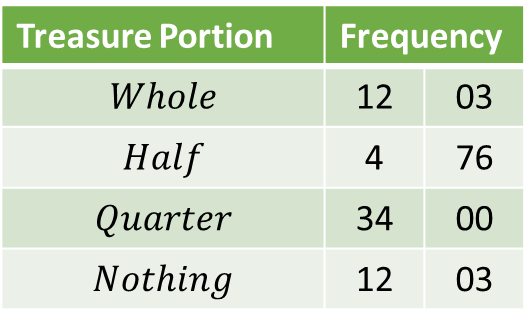 Treasure Portion Frequency
Whole 12 03
Half 4 76
Quarter 34 00
Nothing 12 03